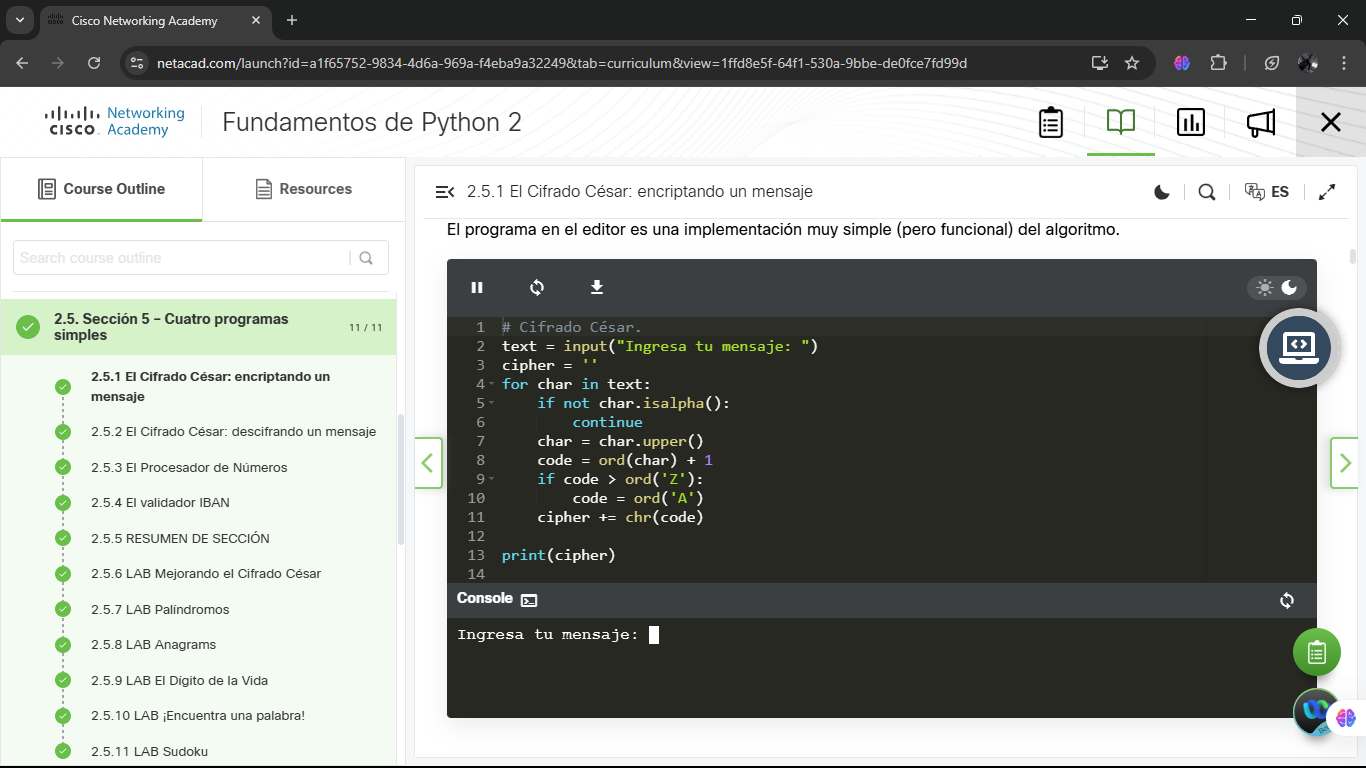 Cisco Networking Academy
netacad.com/launch?id=a1f65752-9834-4d6a-969a-f4eba9a32249&tab=curriculum&view=1ffd8e5f-64f1-530a-9bbe-de0fce7fd99d
Networking
CISCO Academy
Fundamentos de Python 2
Course Outline
Resources
Search course outline
2.5. Sección 5 – Cuatro programas
simples
11 / 11
2.5.1 El Cifrado César: encriptando un
mensaje
2.5.2 El Cifrado César: descifrando un mensaje
2.5.3 El Procesador de Números
2.5.4 El validador IBAN
2.5.5 RESUMEN DE SECCIÓN
2.5.6 LAB Mejorando el Cifrado César
2.5.7 LAB Palíndromos
2.5.8 LAB Anagrams
2.5.9 LAB El Dígito de la Vida
2.5.10 LAB ¡Encuentra una palabra!
2.5.11 LAB Sudoku
2.5.1 El Cifrado César: encriptando un mensaje
ES
El programa en el editor es una implementación muy simple (pero funcional) del algoritmo.
1 # Cifrado César.
2 text = input("Ingresa tu mensaje: ")
3 cipher = ''
4 for char in text:
5     if not char.isalpha():
6         continue
7     char = char.upper()
8     code = ord(char) + 1
9     if code > ord('Z'):
10         code = ord('A')
11     cipher += chr(code)
12
13 print(cipher)
14
Console
Ingresa tu mensaje: